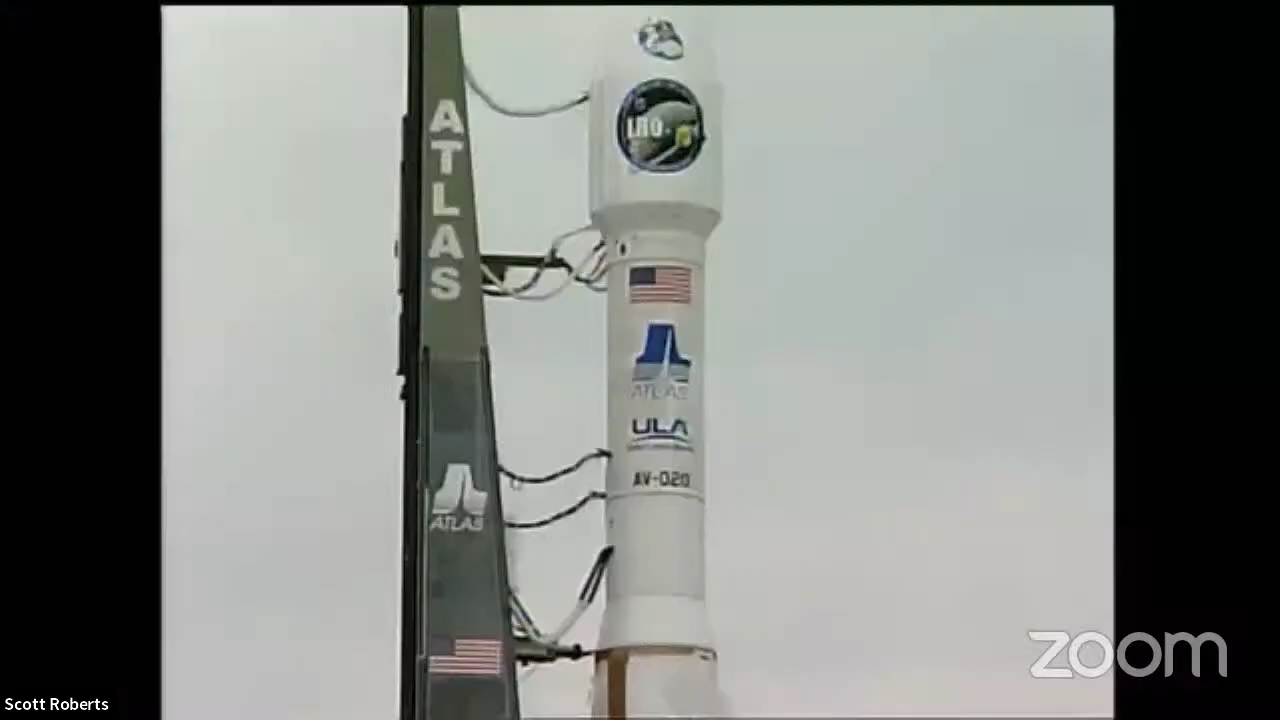 ATLAS
LRO
ATLAS
ULA
AV-020
ATLAS
zoom
Scott Roberts